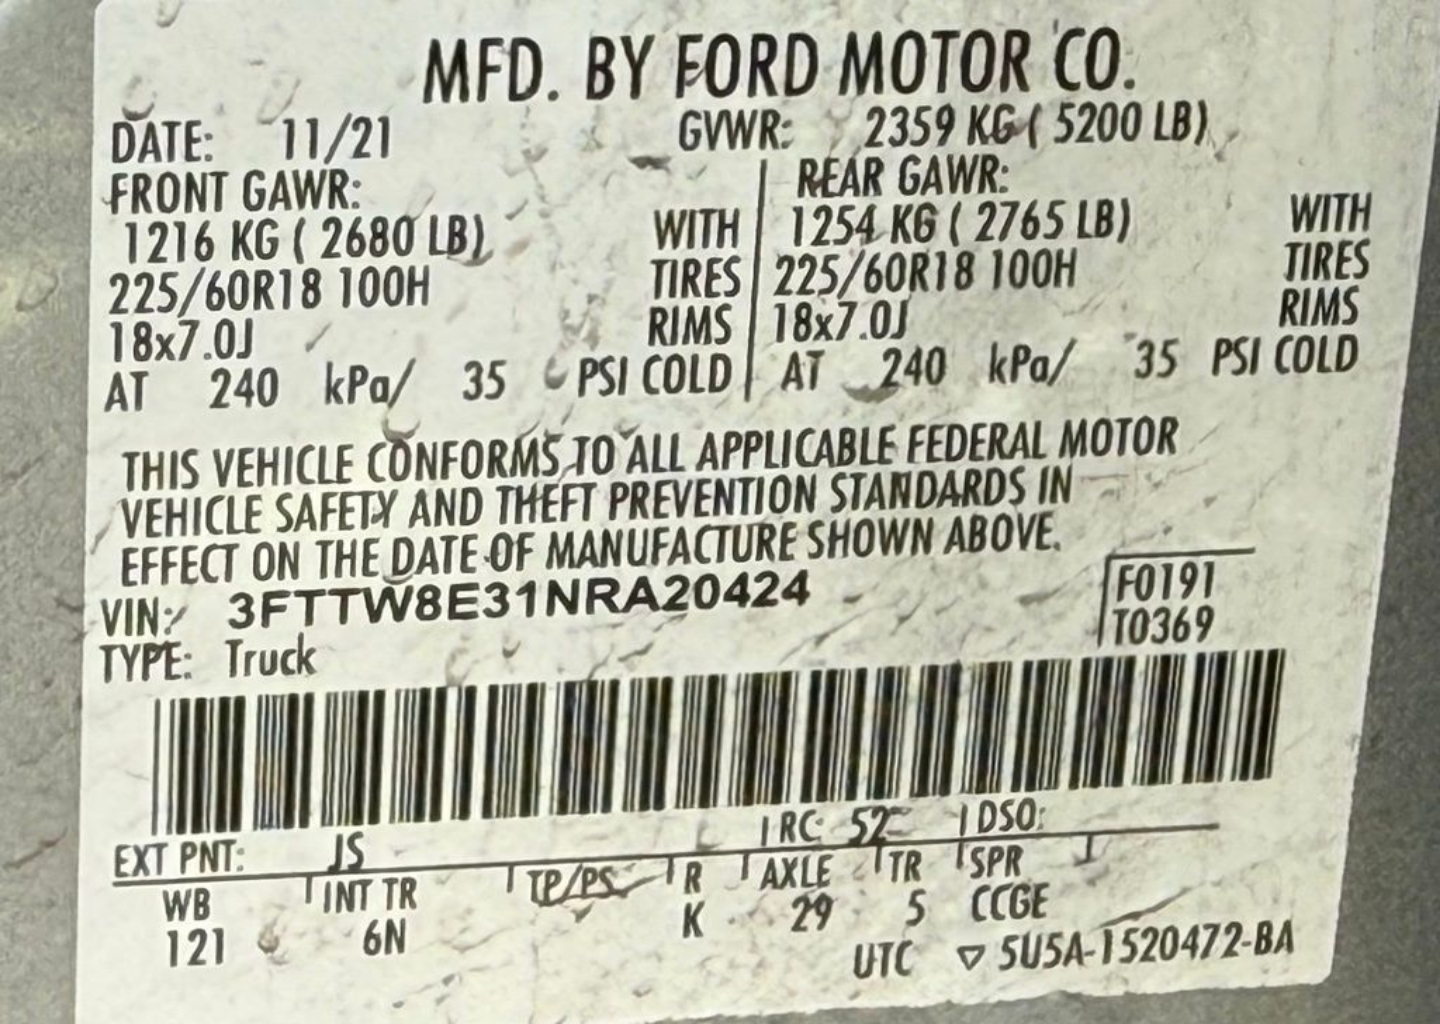 MFD. BY FORD MOTOR CO.
DATE: 11/21 GVWR: 2359 KG ( 5200 LB)
FRONT GAWR: REAR GAWR:
1216 KG ( 2680 LB) WITH 1254 KG ( 2765 LB) WITH
225/60R18 100H TIRES 225/60R18 100H TIRES
18x7.0J RIMS 18x7.0J RIMS
AT 240 kPa/ 35 PSI COLD AT 240 kPa/ 35 PSI COLD
THIS VEHICLE CONFORMS TO ALL APPLICABLE FEDERAL MOTOR
VEHICLE SAFETY AND THEFT PREVENTION STANDARDS IN
EFFECT ON THE DATE OF MANUFACTURE SHOWN ABOVE.
VIN: 3FTTW8E31NRA20424 F0191
TYPE: Truck T0369
EXT PNT: JS RC: 52 DSO:
WB INT TR TP/PS R AXLE TR SPR
121 6N K 29 5 CCGE
UTC ▽ 5U5A-1520472-BA